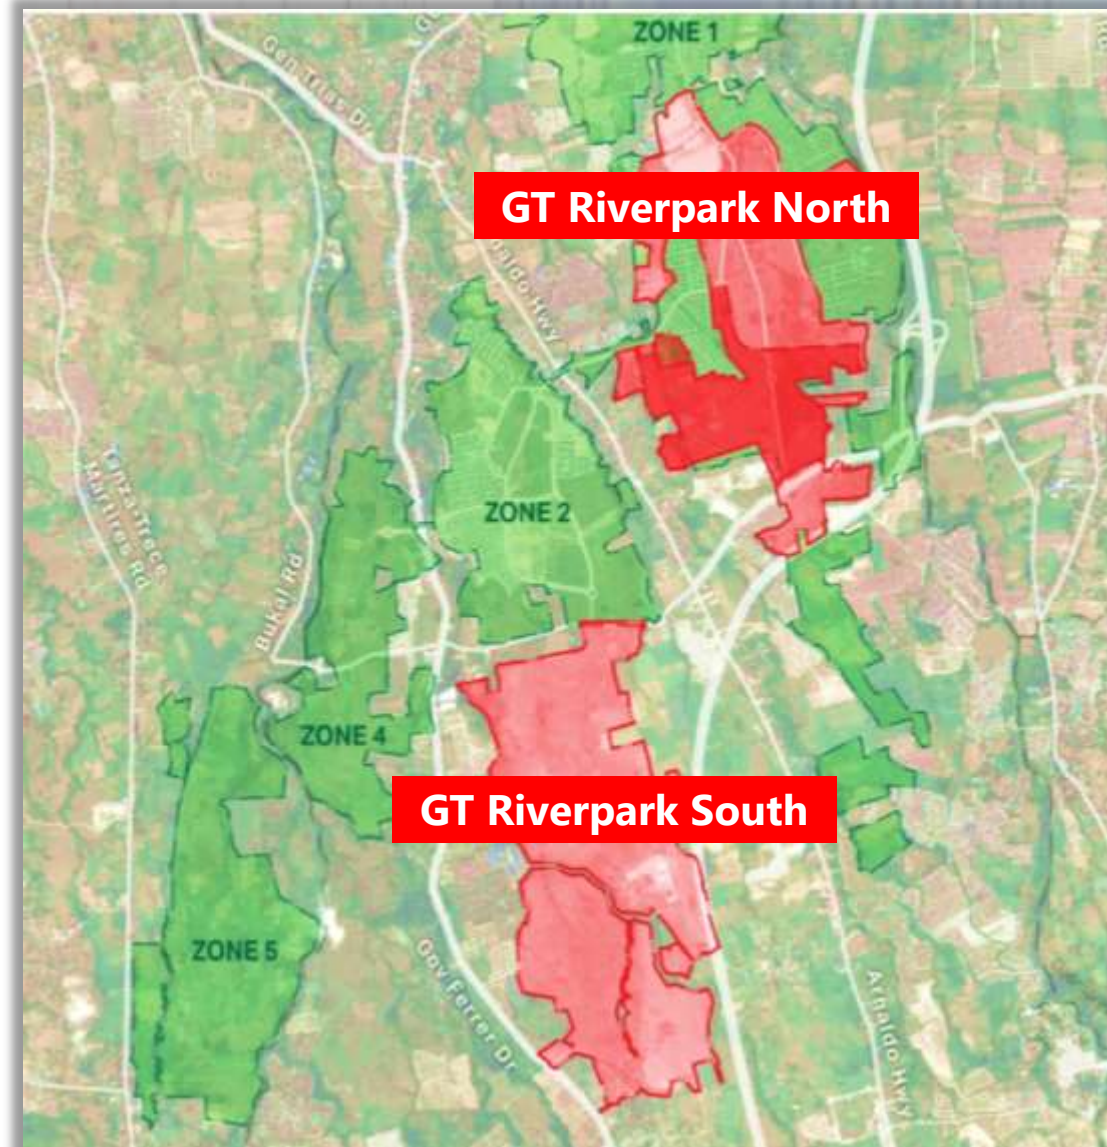 ZONE 1
Gen Trias Dr
GT Riverpark North
Hwy
ZONE 2
Tanza-Trece
Martires Rd
Bukal Rd
ZONE 4
GT Riverpark South
ZONE 5
Gov Ferrer Dr
Arnaldo Hwy